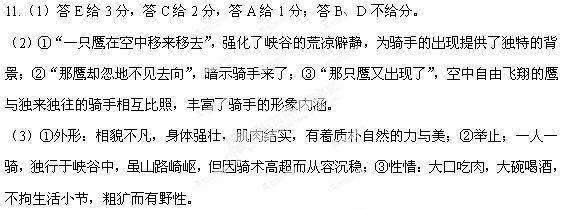 11.（1）答 E 给 3 分，答 C 给 2 分，答 A 给 1 分；答 B、D 不给分。
（2）①“一只鹰在空中移来移去”，强化了峡谷的荒凉僻静，为骑手的出现提供了独特的背
景；②“那鹰却忽地不见去向”，暗示骑手来了；③“那只鹰又出现了”，空中自由飞翔的鹰
与独来独往的骑手相互比照，丰富了骑手的形象内涵。
（3）①外形：相貌不凡，身体强壮，肌肉结实，有着质朴自然的力与美；②举止：一人一
骑，独行于峡谷中，虽山路崎岖，但因骑术高超而从容沉稳；③性情：大口吃肉，大碗喝酒，
不拘生活小节，粗犷而有野性。